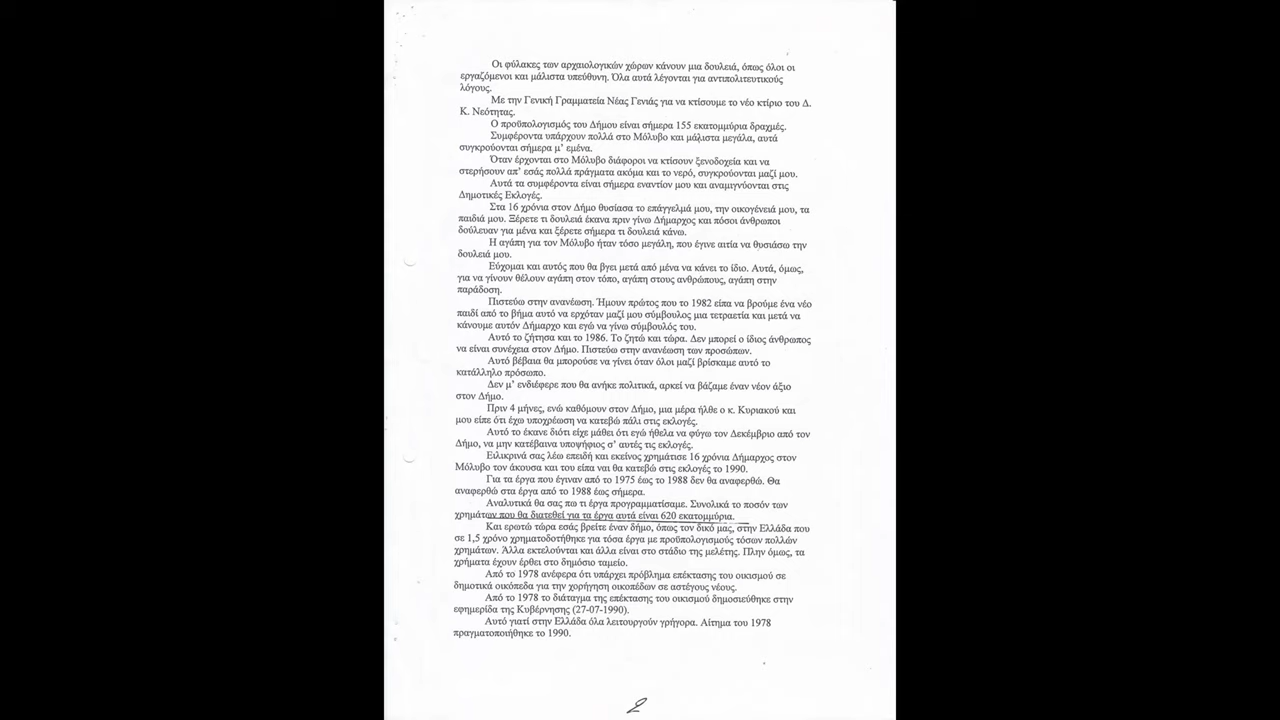 Οι φύλακες των αρχαιολογικών χώρων κάνουν μια δουλειά, όπως όλοι οι
εργαζόμενοι και μάλιστα υπεύθυνη. Όλα αυτά λέγονται για αντιπολιτευτικούς
λόγους.
Με την Γενική Γραμματεία Νέας Γενιάς για να κτίσουμε το νέο κτίριο του Δ.
Κ. Νεότητας.
Ο προϋπολογισμός του Δήμου είναι σήμερα 155 εκατομμύρια δραχμές.
Συμφέροντα υπάρχουν πολλά στο Μόλυβο και μάλιστα μεγάλα, αυτά
συγκρούονται σήμερα μ' εμένα.
Όταν έρχονται στο Μόλυβο διάφοροι να κτίσουν ξενοδοχεία και να
στερήσουν απ' εσάς πολλά πράγματα ακόμα και το νερό, συγκρούονται μαζί μου.
Αυτά τα συμφέροντα είναι σήμερα εναντίον μου και αναμιγνύονται στις
Δημοτικές Εκλογές.
Στα 16 χρόνια στον Δήμο θυσίασα το επάγγελμά μου, την οικογένειά μου, τα
παιδιά μου. Ξέρετε τι δουλειά έκανα πριν γίνω Δήμαρχος και πόσοι άνθρωποι
δούλευαν για μένα και ξέρετε σήμερα τι δουλειά κάνω.
Η αγάπη για τον Μόλυβο ήταν τόσο μεγάλη, που έγινε αιτία να θυσιάσω την
δουλειά μου.
Εύχομαι και αυτός που θα βγει μετά από μένα να κάνει το ίδιο. Αυτά, όμως,
για να γίνουν θέλουν αγάπη στον τόπο, αγάπη στους ανθρώπους, αγάπη στην
παράδοση.
Πιστεύω στην ανανέωση. Ήμουν πρώτος που το 1982 είπα να βρούμε ένα νέο
παιδί από το βήμα αυτό να ερχόταν μαζί μου σύμβουλος μια τετραετία και μετά να
κάνουμε αυτόν Δήμαρχο και εγώ να γίνω σύμβουλός του.
Αυτό το ζήτησα και το 1986. Το ζητώ και τώρα. Δεν μπορεί ο ίδιος άνθρωπος
να είναι συνέχεια στον Δήμο. Πιστεύω στην ανανέωση των προσώπων.
Αυτό βέβαια θα μπορούσε να γίνει όταν όλοι μαζί βρίσκαμε αυτό το
κατάλληλο πρόσωπο.
Δεν μ' ενδιέφερε που θα ανήκε πολιτικά, αρκεί να βάζαμε έναν νέον άξιο
στον Δήμο.
Πριν 4 μήνες, ενώ καθόμουν στον Δήμο, μια μέρα ήλθε ο κ. Κυριακού και
μου είπε ότι έχω υποχρέωση να κατεβώ πάλι στις εκλογές.
Αυτό το έκανε διότι είχε μάθει ότι εγώ ήθελα να φύγω τον Δεκέμβριο από τον
Δήμο, να μην κατέβαινα υποψήφιος σ' αυτές τις εκλογές.
Ειλικρινά σας λέω επειδή και εκείνος χρημάτισε 16 χρόνια Δήμαρχος στον
Μόλυβο τον άκουσα και του είπα ναι θα κατεβώ στις εκλογές το 1990.
Για τα έργα που έγιναν από το 1975 έως το 1988 δεν θα αναφερθώ. Θα
αναφερθώ στα έργα από το 1988 έως σήμερα.
Αναλυτικά θα σας πω τι έργα προγραμματίσαμε. Συνολικά το ποσόν των
χρημάτων που θα διατεθεί για τα έργα αυτά είναι 620 εκατομμύρια.
Και ερωτώ τώρα εσάς βρείτε έναν δήμο, όπως τον δικό μας, στην Ελλάδα που
σε 1,5 χρόνο χρηματοδοτήθηκε για τόσα έργα με προϋπολογισμούς τόσων πολλών
χρημάτων. Άλλα εκτελούνται και άλλα είναι στο στάδιο της μελέτης. Πλην όμως, τα
χρήματα έχουν έρθει στο δημόσιο ταμείο.
Από το 1978 ανέφερα ότι υπάρχει πρόβλημα επέκτασης του οικισμού σε
δημοτικά οικόπεδα για την χορήγηση οικοπέδων σε αστέγους νέους.
Από το 1978 το διάταγμα της επέκτασης του οικισμού δημοσιεύθηκε στην
εφημερίδα της Κυβέρνησης (27-07-1990).
Αυτό γιατί στην Ελλάδα όλα λειτουργούν γρήγορα. Αίτημα του 1978
πραγματοποιήθηκε το 1990.
2